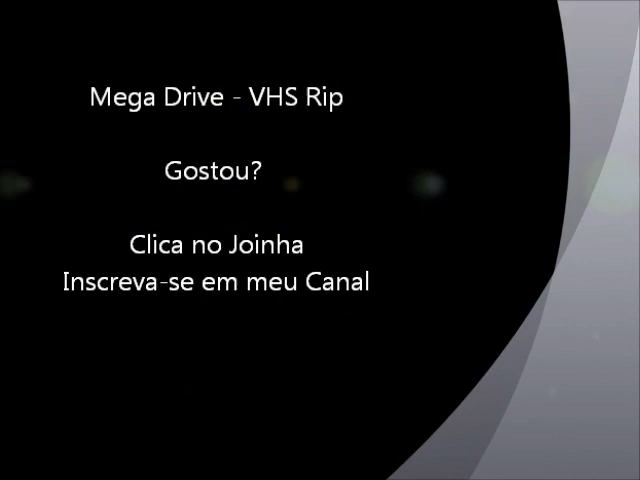 Mega Drive - VHS Rip
Gostou?
Clica no Joinha
Inscreva-se em meu Canal